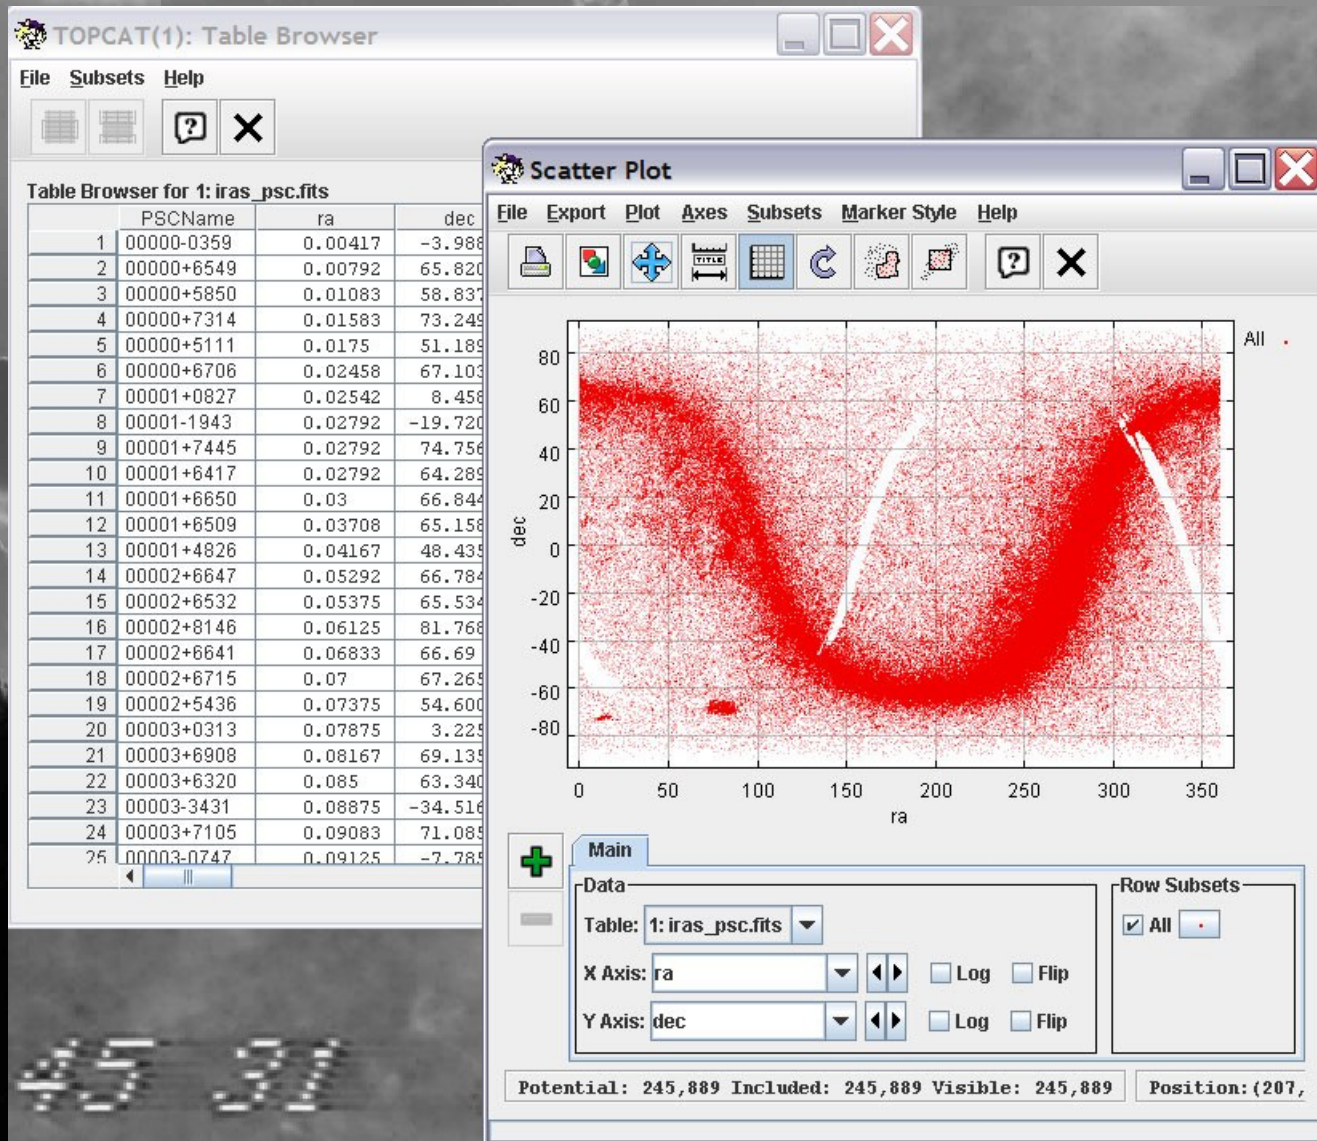 TOPCAT(1): Table Browser
File Subsets Help
Table Browser for 1: iras_psc.fits
PSCName ra dec
1 00000-0359 0.00417 -3.988
2 00000+6549 0.00792 65.820
3 00000+5850 0.01083 58.837
4 00000+7314 0.01583 73.249
5 00000+5111 0.0175 51.189
6 00000+6706 0.02458 67.103
7 00001+0827 0.02542 8.458
8 00001-1943 0.02792 -19.720
9 00001+7445 0.02792 74.756
10 00001+6417 0.02792 64.289
11 00001+6650 0.03 66.844
12 00001+6509 0.03708 65.158
13 00001+4826 0.04167 48.435
14 00002+6647 0.05292 66.784
15 00002+6532 0.05375 65.534
16 00002+8146 0.06125 81.768
17 00002+6641 0.06833 66.69
18 00002+6715 0.07 67.265
19 00002+5436 0.07375 54.600
20 00003+0313 0.07875 3.225
21 00003+6908 0.08167 69.135
22 00003+6320 0.085 63.340
23 00003-3431 0.08875 -34.516
24 00003+7105 0.09083 71.085
25 00003-0747 0.09125 -7.785
45 31
Scatter Plot
File Export Plot Axes Subsets Marker Style Help
TITLE
All
80
60
40
20
0
-20
-40
-60
-80
dec
0 50 100 150 200 250 300 350
ra
Main
Data
Table: 1: iras_psc.fits
X Axis: ra Log Flip
Y Axis: dec Log Flip
Row Subsets
All
Potential: 245,889 Included: 245,889 Visible: 245,889 Position: (207,